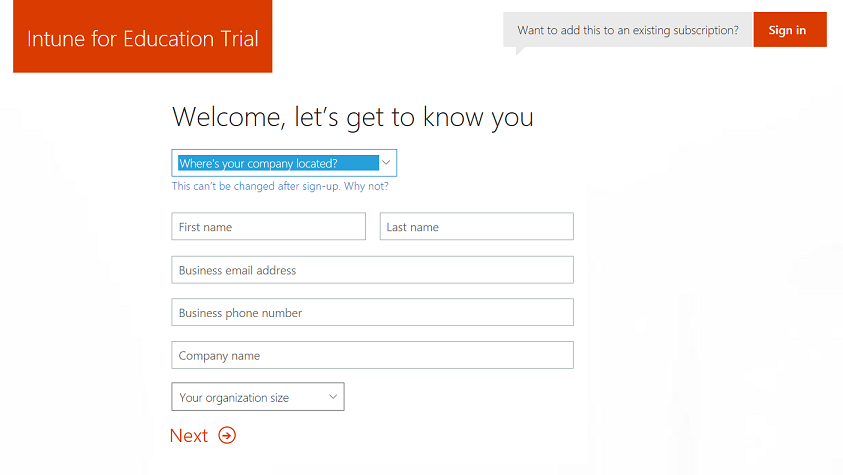 Intune for Education Trial
Want to add this to an existing subscription?
Sign in
Welcome, let's get to know you
Where's your company located?
This can't be changed after sign-up. Why not?
First name
Last name
Business email address
Business phone number
Company name
Your organization size
Next